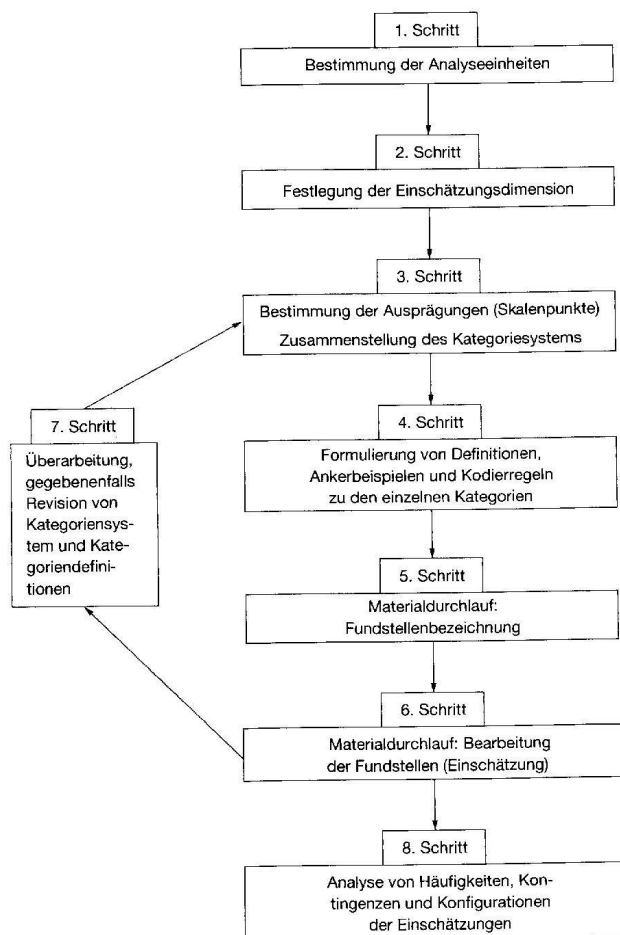 1. Schritt
Bestimmung der Analyseeinheiten
2. Schritt
Festlegung der Einschätzungsdimension
3. Schritt
Bestimmung der Ausprägungen (Skalenpunkte)
Zusammenstellung des Kategoriesystems
4. Schritt
Formulierung von Definitionen,
Ankerbeispielen und Kodierregeln
zu den einzelnen Kategorien
5. Schritt
Materialdurchlauf:
Fundstellenbezeichnung
6. Schritt
Materialdurchlauf: Bearbeitung
der Fundstellen (Einschätzung)
7. Schritt
Überarbeitung,
gegebenenfalls
Revision von
Kategoriensys-
tem und Kate-
goriendefini-
tionen
8. Schritt
Analyse von Häufigkeiten, Kon-
tingenzen und Konfigurationen
der Einschätzungen